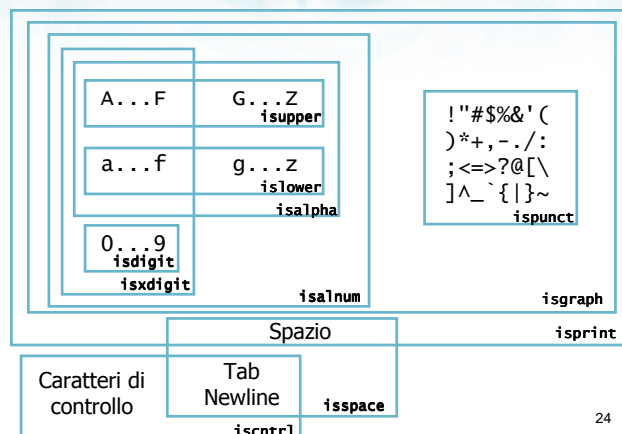 A...F G...Z
isupper
a...f g...z
islower
isalpha
0...9
isdigit
isxdigit
isalnum
!"#$%&'(
)*+,-./:
;<=>?@[\
]^_`{|}~
ispunct
isgraph
Spazio
isprint
Caratteri di
controllo
Tab
Newline
isspace
iscntrl
24